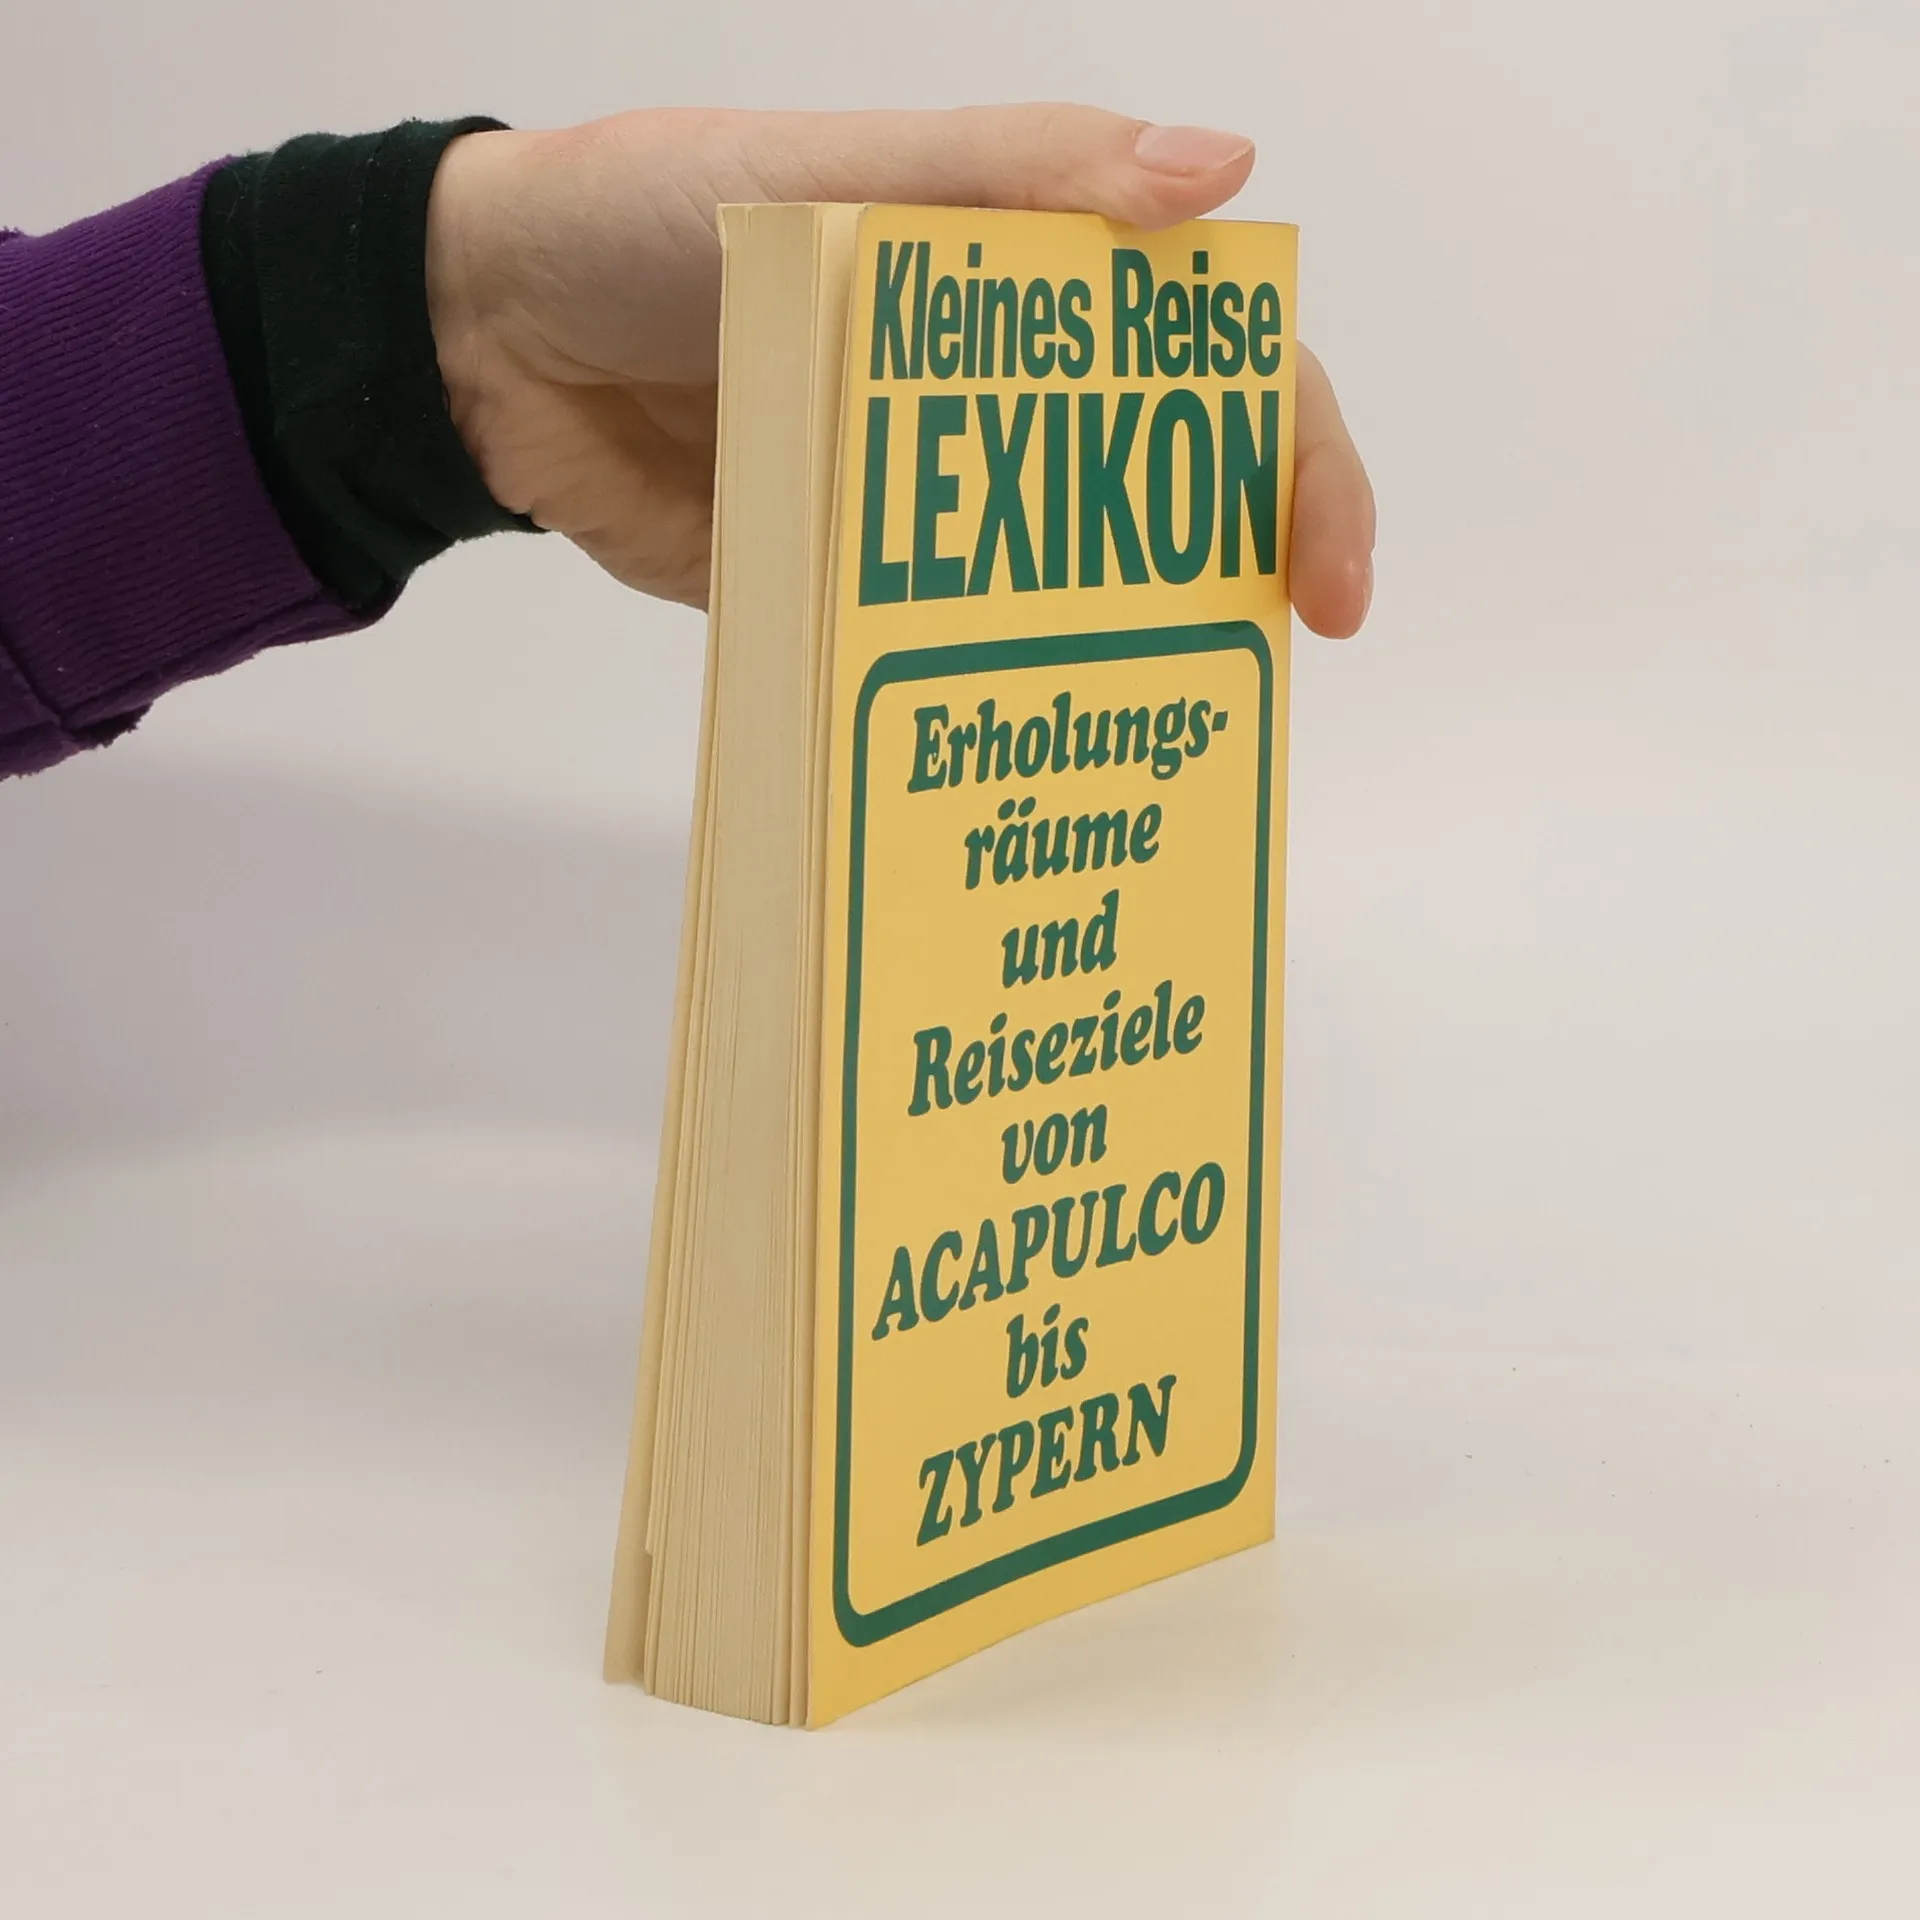 Kleines Reise
LEXIKON
Erholungs-
räume
und
Reiseziele
von
ACAPULCO
bis
ZYPERN